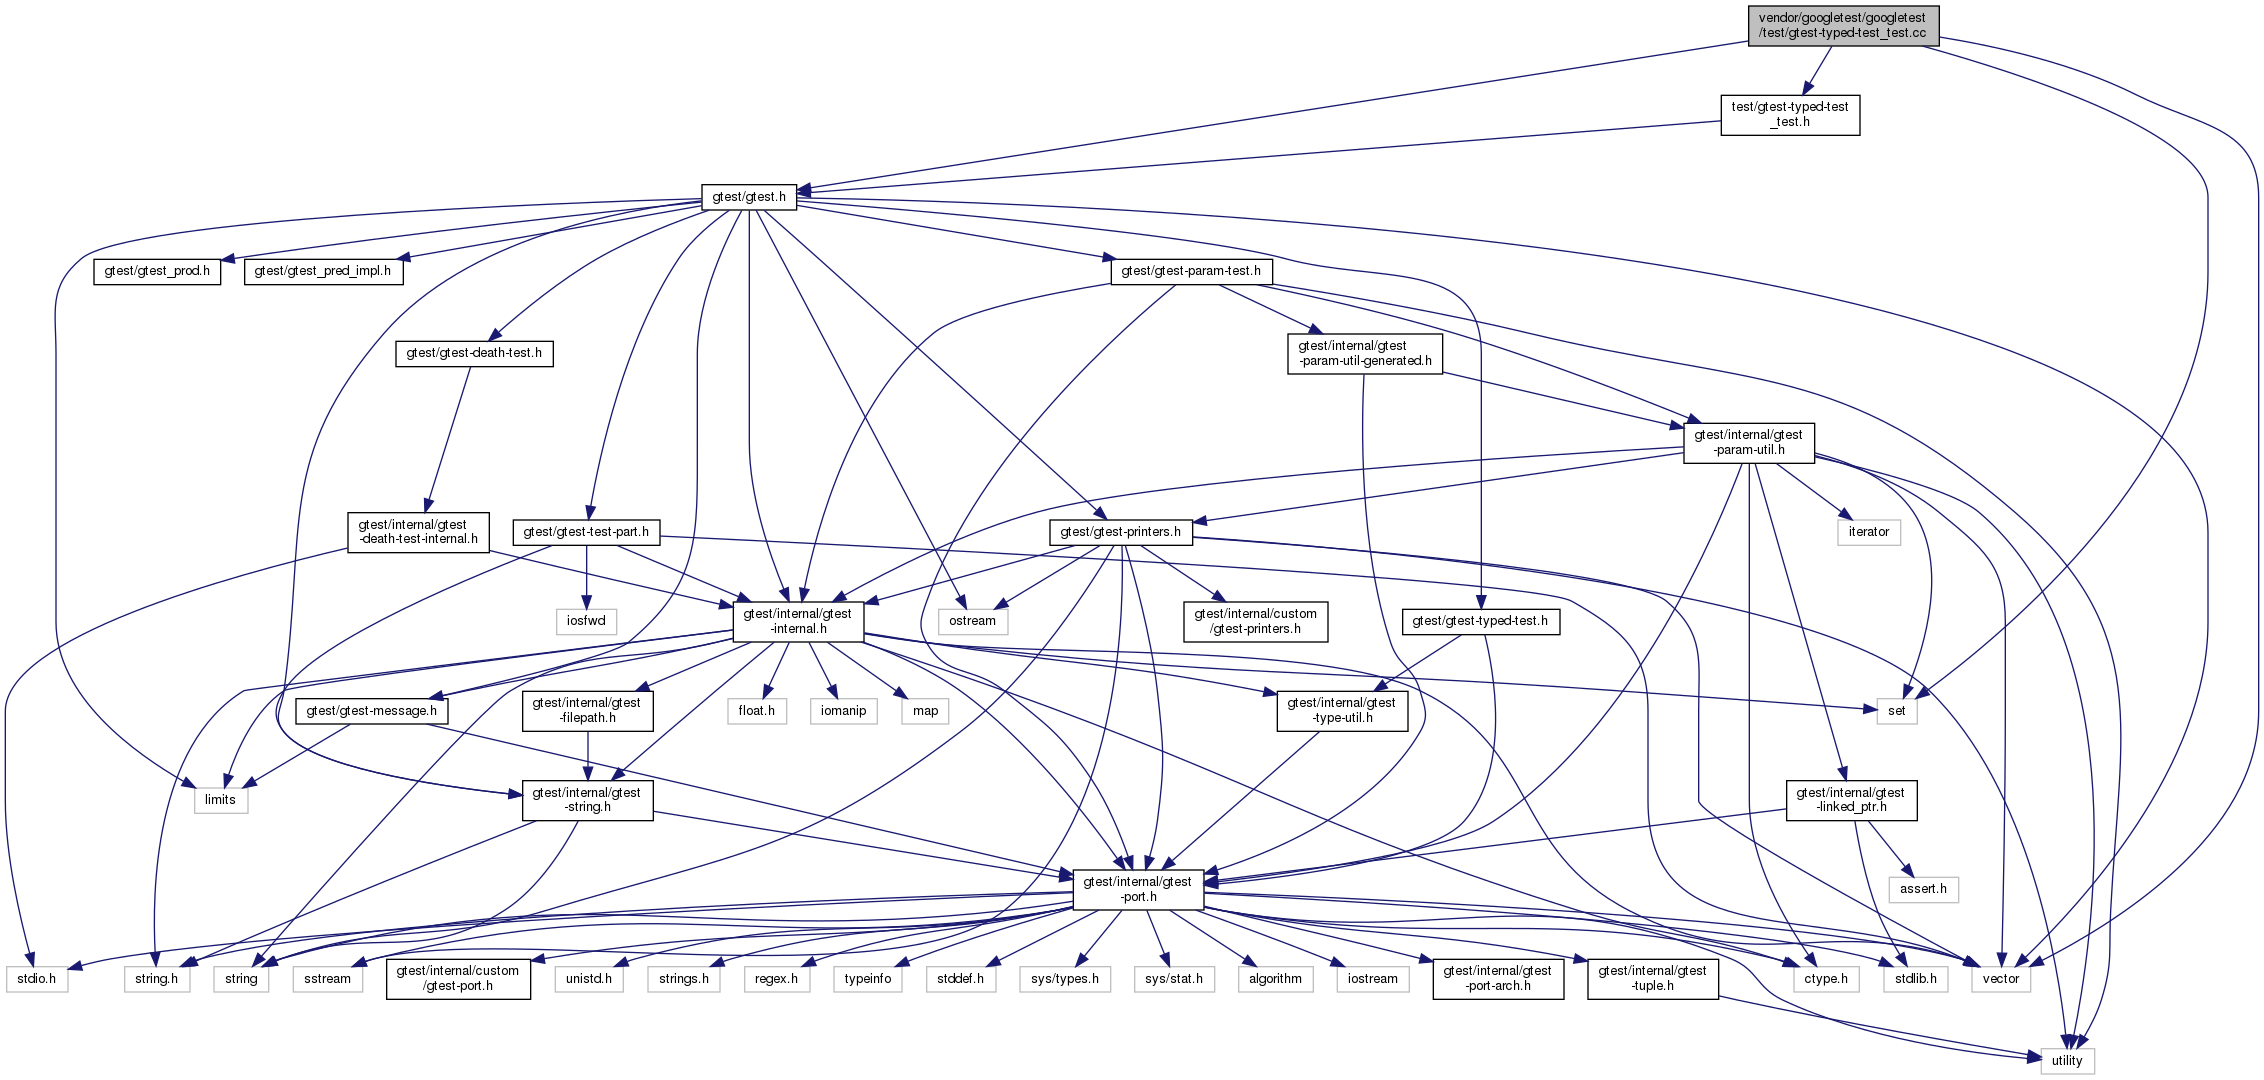 vendor/googletest/googletest
/test/gtest-typed-test_test.cc
test/gtest-typed-test
_test.h
gtest/gtest.h
gtest/gtest_prod.h
gtest/gtest_pred_impl.h
gtest/gtest-param-test.h
gtest/gtest-death-test.h
gtest/internal/gtest
-param-util-generated.h
gtest/internal/gtest
-param-util.h
gtest/internal/gtest
-death-test-internal.h
gtest/gtest-test-part.h
gtest/gtest-printers.h
iterator
iosfwd
gtest/internal/gtest
-internal.h
ostream
gtest/internal/custom
/gtest-printers.h
gtest/gtest-typed-test.h
gtest/gtest-message.h
gtest/internal/gtest
-filepath.h
float.h
iomanip
map
gtest/internal/gtest
-type-util.h
set
limits
gtest/internal/gtest
-string.h
gtest/internal/gtest
-linked_ptr.h
gtest/internal/gtest
-port.h
assert.h
stdio.h
string.h
string
sstream
gtest/internal/custom
/gtest-port.h
unistd.h
strings.h
regex.h
typeinfo
stddef.h
sys/types.h
sys/stat.h
algorithm
iostream
gtest/internal/gtest
-port-arch.h
gtest/internal/gtest
-tuple.h
ctype.h
stdlib.h
vector
utility